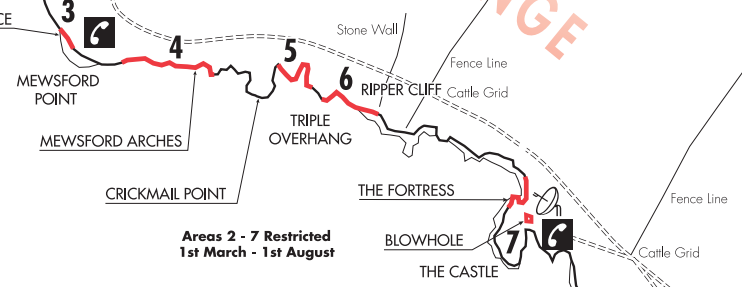 3
CE
4
5
6
NGE
Stone Wall
Fence Line
RIPPER CLIFF
Cattle Grid
MEWSFORD
POINT
TRIPLE
OVERHANG
MEWSFORD ARCHES
CRICKMAIL POINT
THE FORTRESS
Fence Line
Areas 2 - 7 Restricted
1st March - 1st August
BLOWHOLE
7
Cattle Grid
THE CASTLE